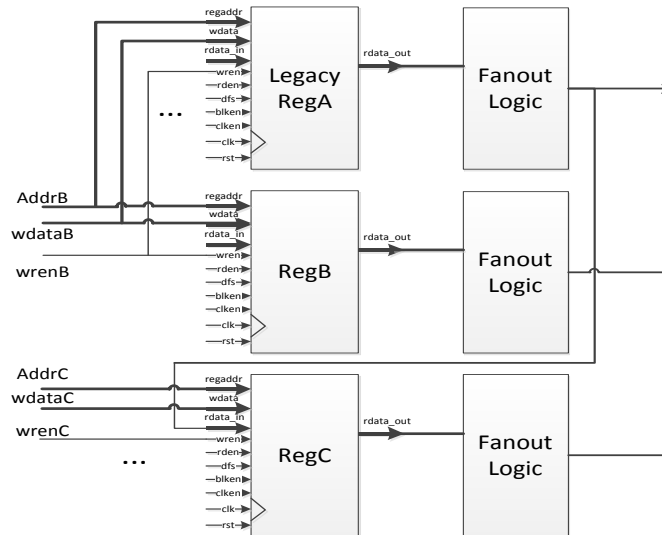 regaddr
wdata
rdata_in
wren
rden
dfs
blken
clken
clk
rst
...
Legacy
RegA
rdata_out
Fanout
Logic
AddrB
wdataB
wrenB
regaddr
wdata
rdata_in
wren
rden
dfs
blken
clken
clk
rst
RegB
rdata_out
Fanout
Logic
AddrC
wdataC
wrenC
...
regaddr
wdata
rdata_in
wren
rden
dfs
blken
clken
clk
rst
RegC
rdata_out
Fanout
Logic